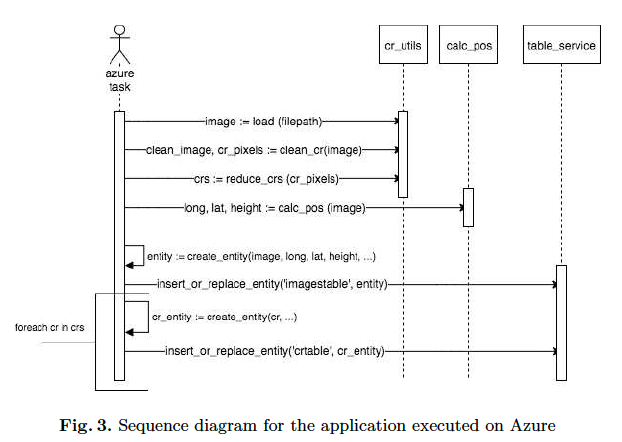 cr_utils
calc_pos
table_service
azure
task
image := load (filepath)
clean_image, cr_pixels := clean_cr(image)
crs := reduce_crs (cr_pixels)
long, lat, height := calc_pos (image)
entity := create_entity(image, long, lat, height, ...)
insert_or_replace_entity('imagestable', entity)
cr_entity := create_entity(cr, ...)
foreach cr n crs
insert_or_replace_entity('crtable', cr_entity)
Fig. 3. Sequence diagram for the application executed on Azure